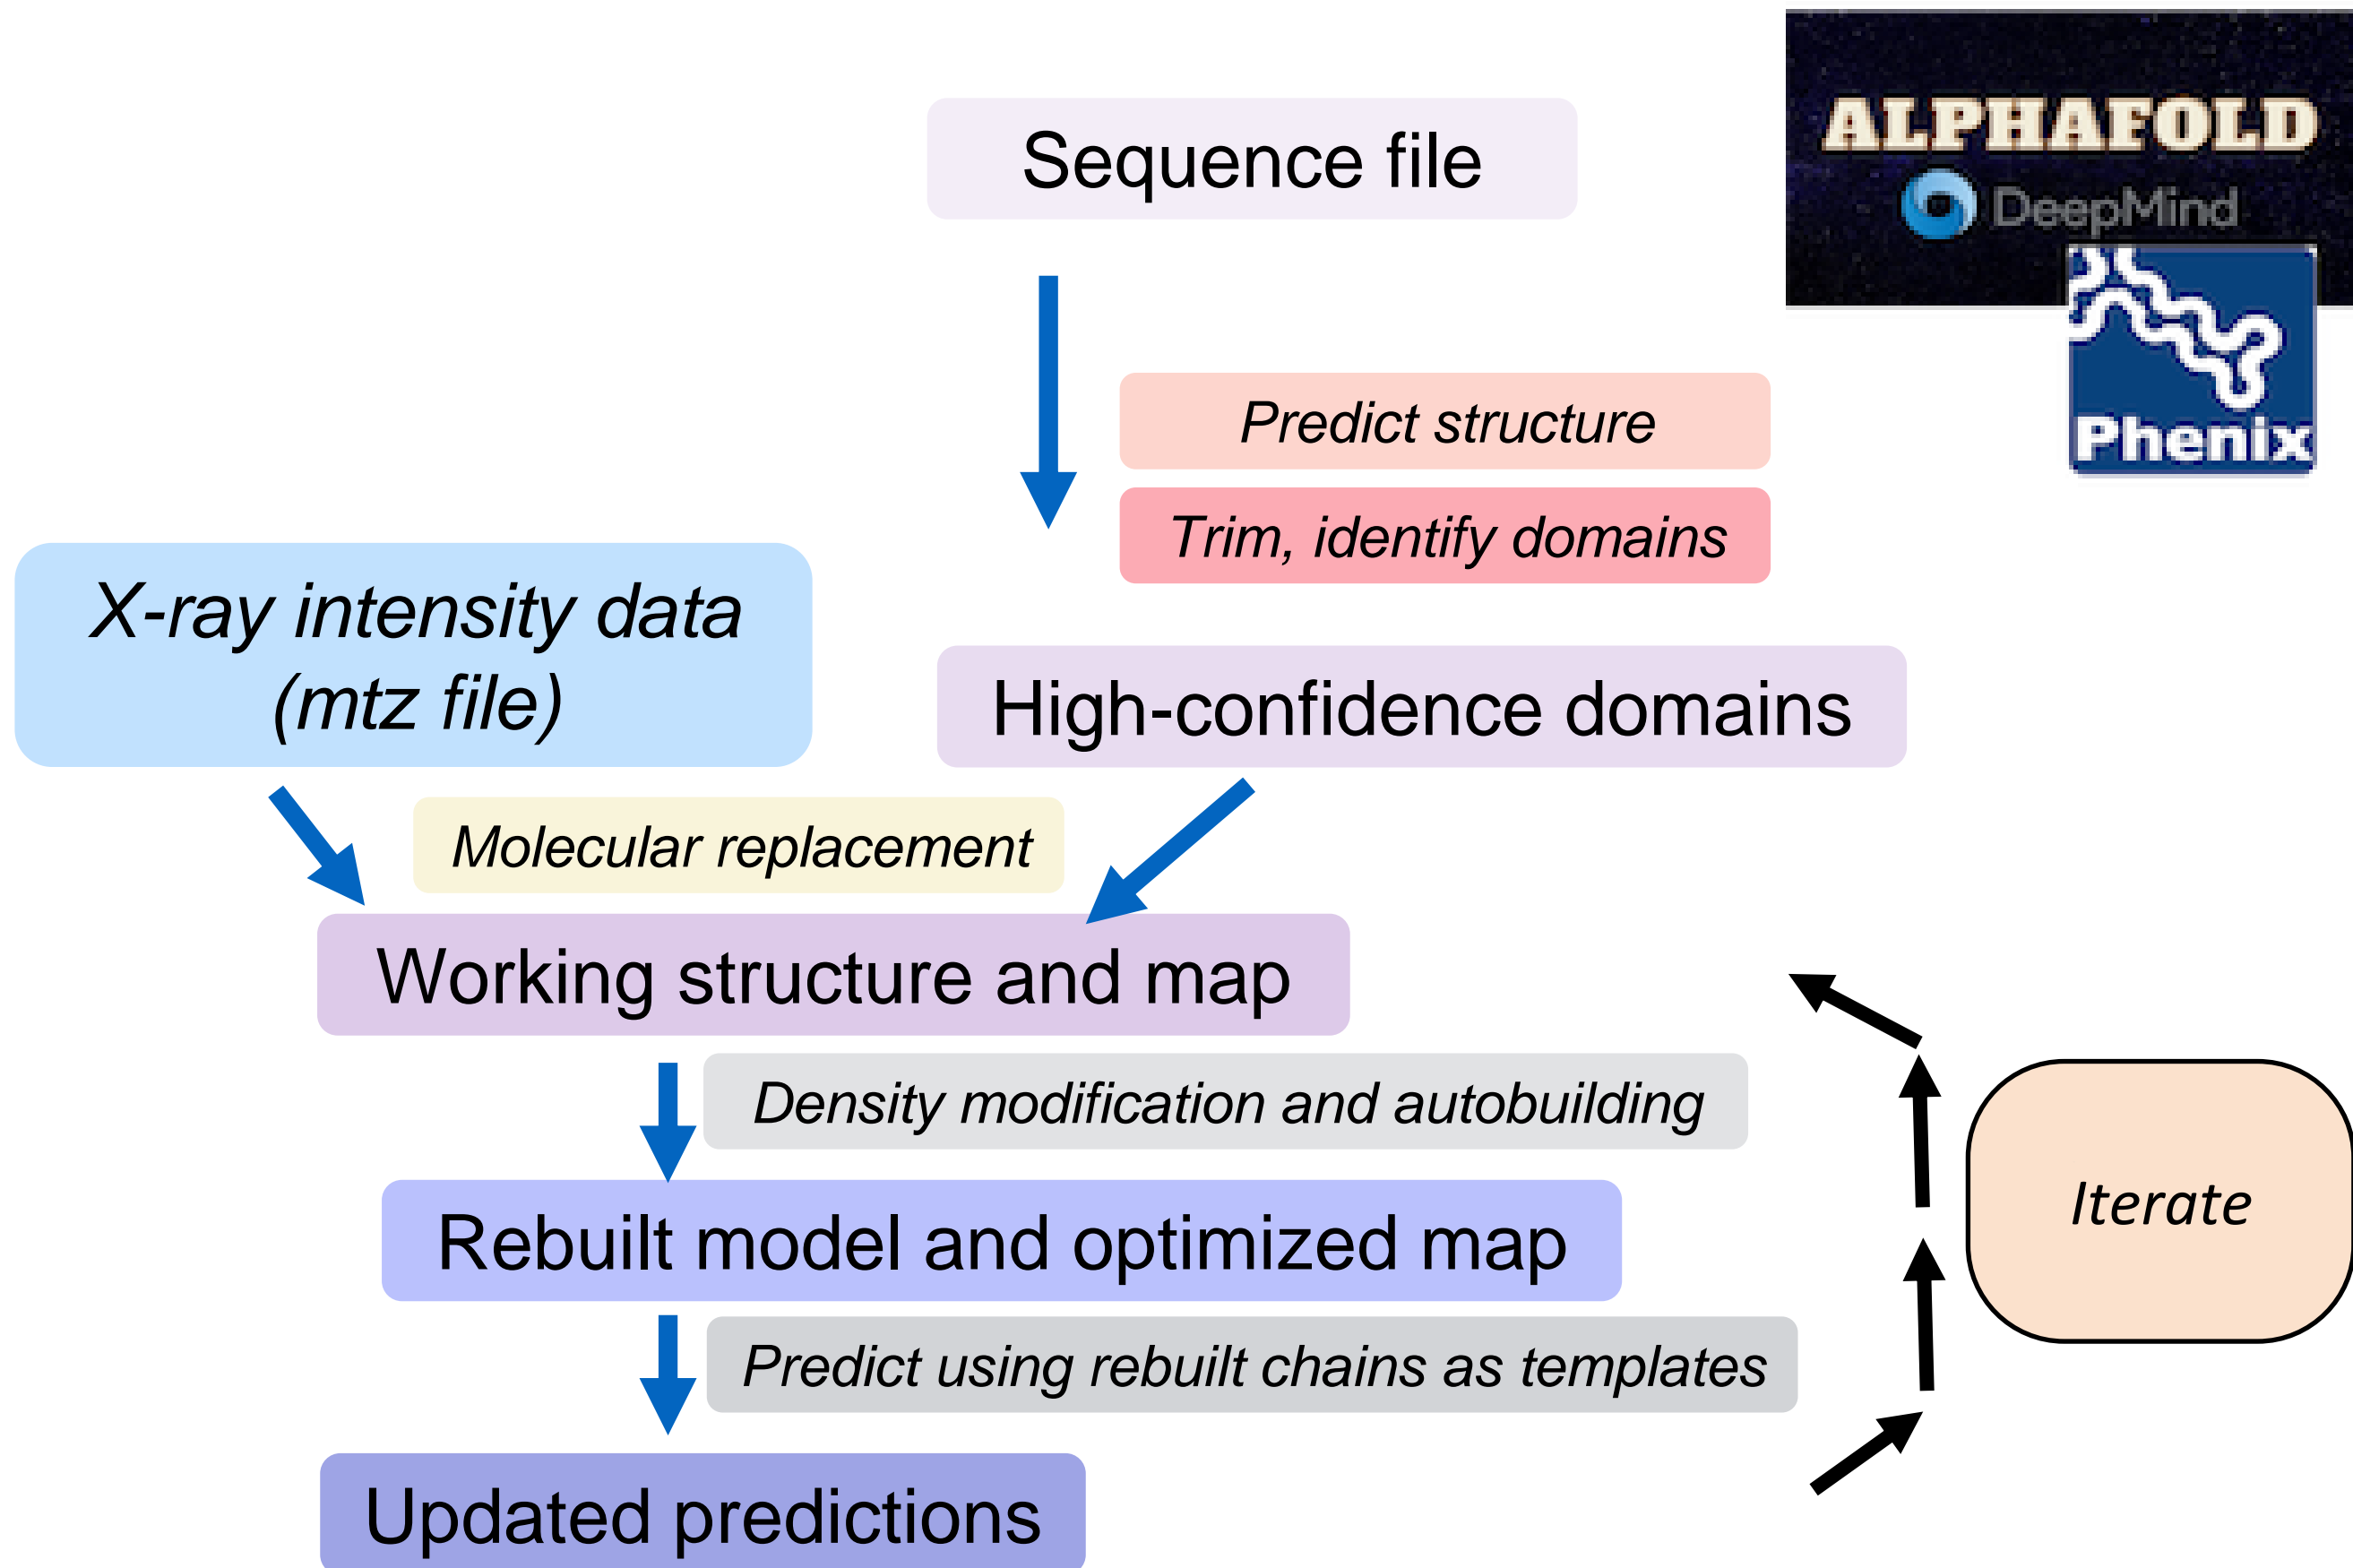 ALPHAFOLD
DeepMind
Phenix
Sequence file
Predict structure
Trim, identify domains
X-ray intensity data
(mtz file)
High-confidence domains
Molecular replacement
Working structure and map
Density modification and autobuilding
Rebuilt model and optimized map
Iterate
Predict using rebuilt chains as templates
Updated predictions